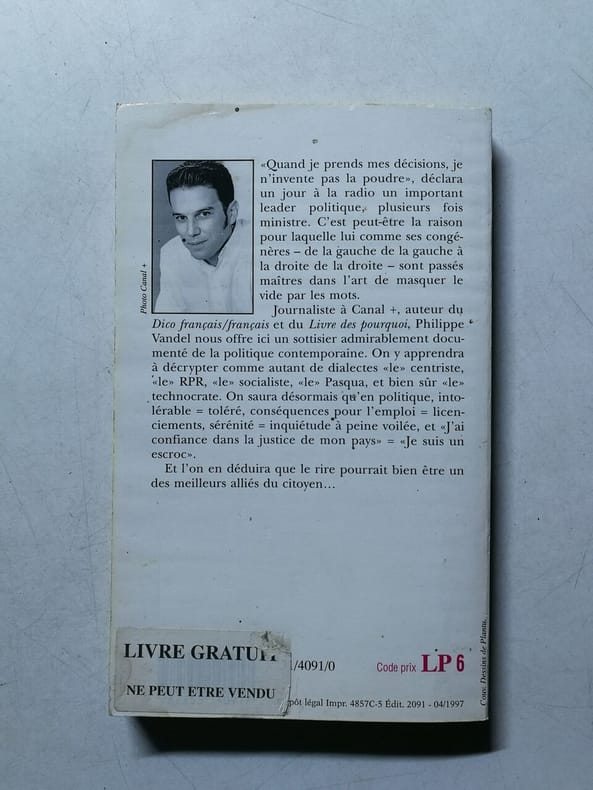 «Quand je prends mes décisions, je
n'invente pas la poudre», déclara
un jour à la radio un important
leader politique, plusieurs fois
ministre. C'est peut-être la raison
pour laquelle lui comme ses congé-
nères – de la gauche de la gauche à
la droite de la droite – sont passés
maîtres dans l'art de masquer le
vide par les mots.
Photo Canal +
Journaliste à Canal +, auteur du
Dico français/français et du Livre des pourquoi, Philippe
Vandel nous offre ici un sottisier admirablement docu-
menté de la politique contemporaine. On y apprendra
à décrypter comme autant de dialectes «le» centriste,
«le» RPR, «le» socialiste, «le» Pasqua, et bien sûr «le»
technocrate. On saura désormais qu'en politique, into-
lérable = toléré, conséquences pour l'emploi = licen-
ciements, sérénité = inquiétude à peine voilée, et «J'ai
confiance dans la justice de mon pays» = «Je suis un
escroc».
Et l'on en déduira que le rire pourrait bien être un
des meilleurs alliés du citoyen…
LIVRE GRATUIT
NE PEUT ETRE VENDU
/4091/0
Code prix LP 6
pôt légal Impr. 4857C-5 Édit. 2091 - 04/1997
Couv. Dessins de Plantu.